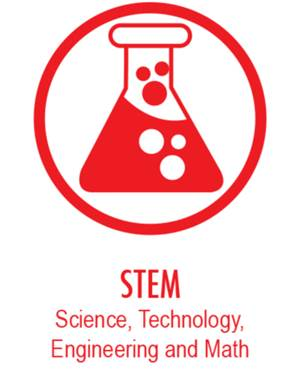 STEM
Science, Technology,
Engineering and Math